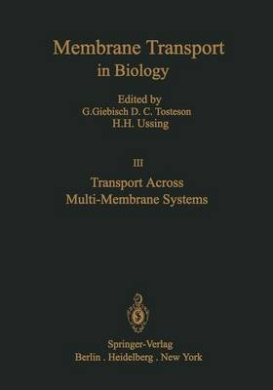 Membrane Transport
in Biology
Edited by
G.Giebisch D. C. Tosteson
H.H. Ussing
III
Transport Across
Multi-Membrane Systems
Springer-Verlag
Berlin . Heidelberg . New York